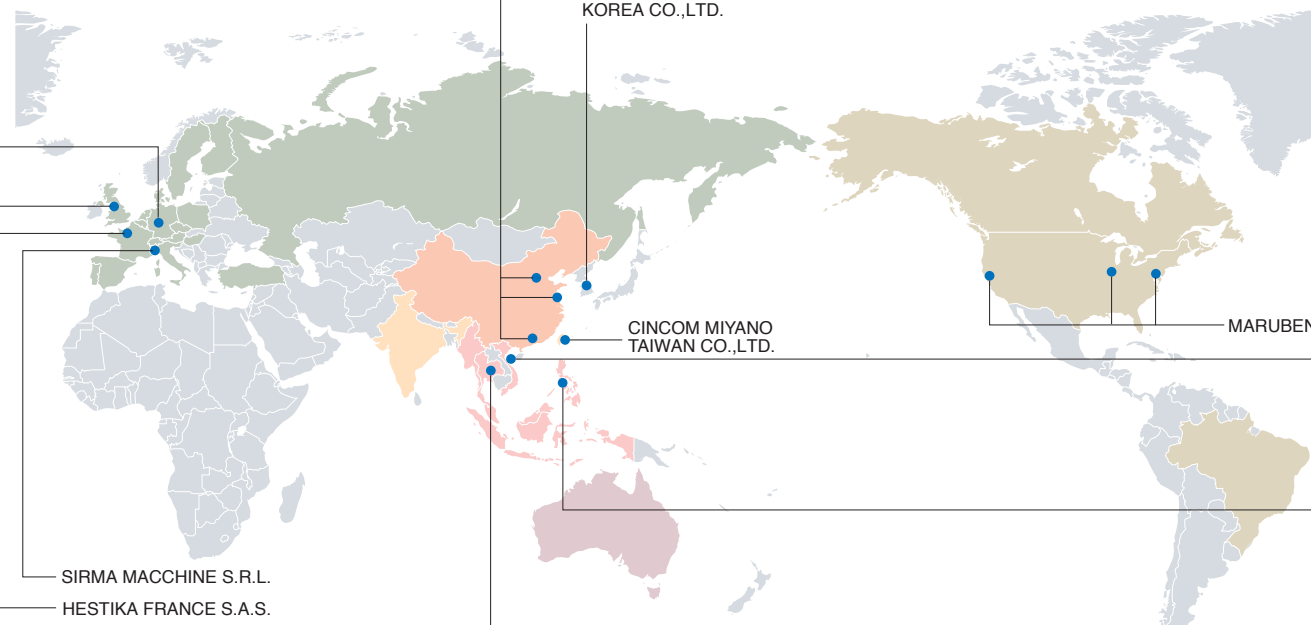 KOREA CO.,LTD.
CINCOM MIYANO
TAIWAN CO.,LTD.
MARUBEN
SIRMA MACCHINE S.R.L.
HESTIKA FRANCE S.A.S.